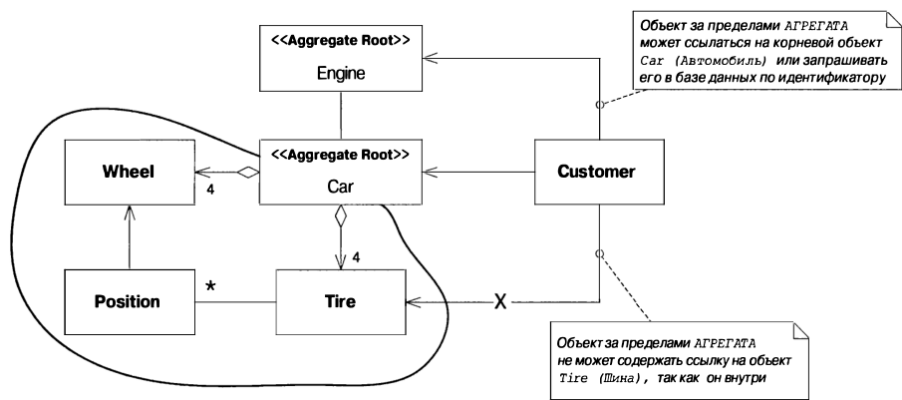 <<Aggregate Root>>
Engine
Объект за пределами АГРЕГАТА
может ссылаться на корневой объект
Car (Автомобиль) или запрашивать
его в базе данных по идентификатору
Wheel
4
<<Aggregate Root>>
Car
Customer
4
Position
*
Tire
X
Объект за пределами АГРЕГАТА
не может содержать ссылку на объект
Tire (Шина), так как он внутри